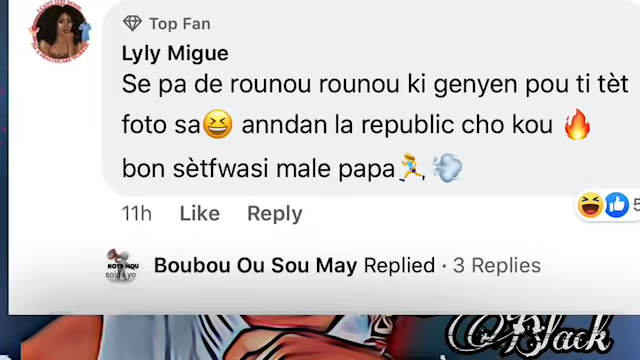 Top Fan
Lyly Migue
Se pa de rounou rounou ki genyen pou ti tèt
foto sa😆 anndan la republic cho kou 🔥
bon sètfwasi male papa🏃💨
11h Like Reply
Boubou Ou Sou May Replied · 3 Replies
Black